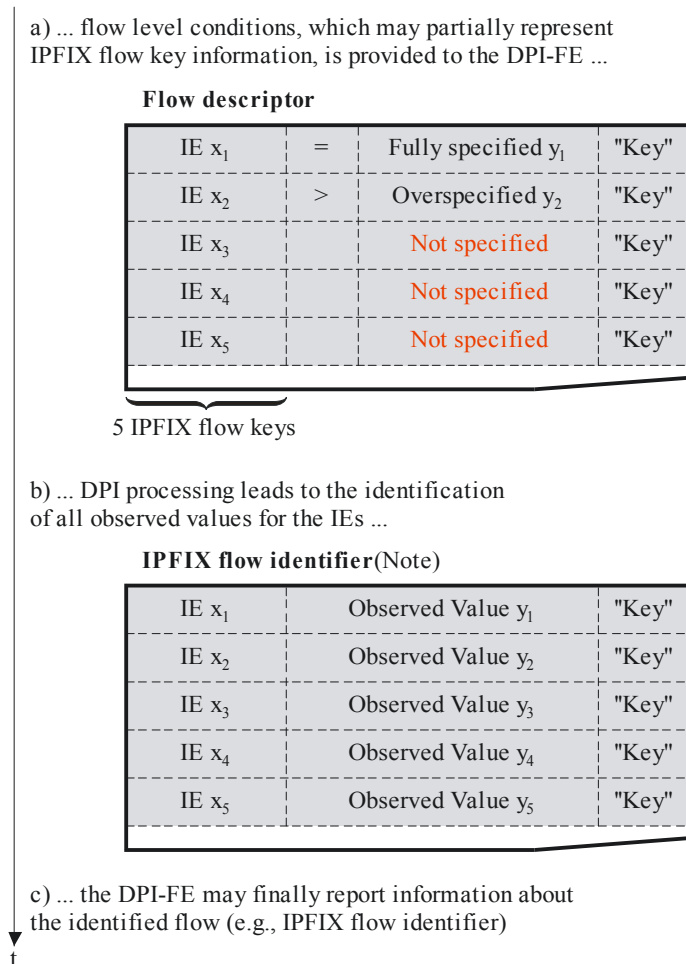 a) ... flow level conditions, which may partially represent
IPFIX flow key information, is provided to the DPI-FE ...
Flow descriptor
IE x₁ = Fully specified y₁ "Key"
IE x₂ > Overspecified y₂ "Key"
IE x₃ Not specified "Key"
IE x₄ Not specified "Key"
IE x₅ Not specified "Key"
5 IPFIX flow keys
b) ... DPI processing leads to the identification
of all observed values for the IEs ...
IPFIX flow identifier(Note)
IE x₁ Observed Value y₁ "Key"
IE x₂ Observed Value y₂ "Key"
IE x₃ Observed Value y₃ "Key"
IE x₄ Observed Value y₄ "Key"
IE x₅ Observed Value y₅ "Key"
c) ... the DPI-FE may finally report information about
the identified flow (e.g., IPFIX flow identifier)
t